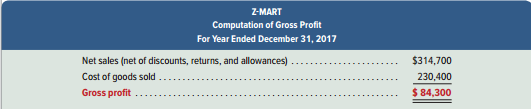 Z-MART
Computation of Gross Profit
For Year Ended December 31, 2017
Net sales (net of discounts, returns, and allowances) . . . . . . . . . . . . . . . . . . . . . . . . $314,700
Cost of goods sold . . . . . . . . . . . . . . . . . . . . . . . . . . . . . . . . . . . . . . . . . . . . . . . . . 230,400
Gross profit . . . . . . . . . . . . . . . . . . . . . . . . . . . . . . . . . . . . . . . . . . . . . . . . . . . . . . . $ 84,300